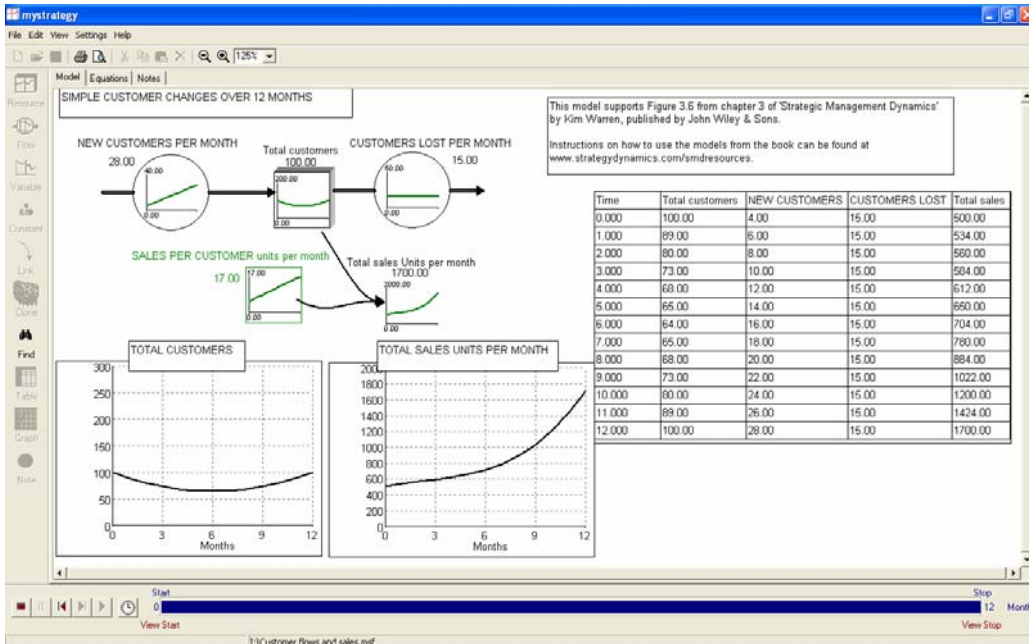 mystrategy
File Edit View Settings Help
125%
Model Equations Notes
Resource
Flow
Variable
Constant
Link
Clone
Find
Table
Graph
Note
SIMPLE CUSTOMER CHANGES OVER 12 MONTHS
This model supports Figure 3.6 from chapter 3 of 'Strategic Management Dynamics'
by Kim Warren, published by John Wiley & Sons.
Instructions on how to use the models from the book can be found at
www.strategydynamics.com/smdresources.
NEW CUSTOMERS PER MONTH
28.00
40.00
0.00
Total customers
100.00
200.00
0.00
CUSTOMERS LOST PER MONTH
15.00
50.00
0.00
SALES PER CUSTOMER units per month
17.00
17.00
0.00
Total sales Units per month
1700.00
2000.00
0.00
Time Total customers NEW CUSTOMERS CUSTOMERS LOST Total sales
0.000 100.00 4.00 15.00 500.00
1.000 89.00 6.00 15.00 534.00
2.000 80.00 8.00 15.00 560.00
3.000 73.00 10.00 15.00 584.00
4.000 68.00 12.00 15.00 612.00
5.000 65.00 14.00 15.00 650.00
6.000 64.00 16.00 15.00 704.00
7.000 65.00 18.00 15.00 780.00
8.000 68.00 20.00 15.00 884.00
9.000 73.00 22.00 15.00 1022.00
10.000 80.00 24.00 15.00 1200.00
11.000 89.00 26.00 15.00 1424.00
12.000 100.00 28.00 15.00 1700.00
TOTAL CUSTOMERS
300
250
200
150
100
50
0
0 3 6 9 12
Months
TOTAL SALES UNITS PER MONTH
2000
1800
1600
1400
1200
1000
800
600
400
200
0
0 3 6 9 12
Months
Start Stop
0 12 Month
View Start View Stop